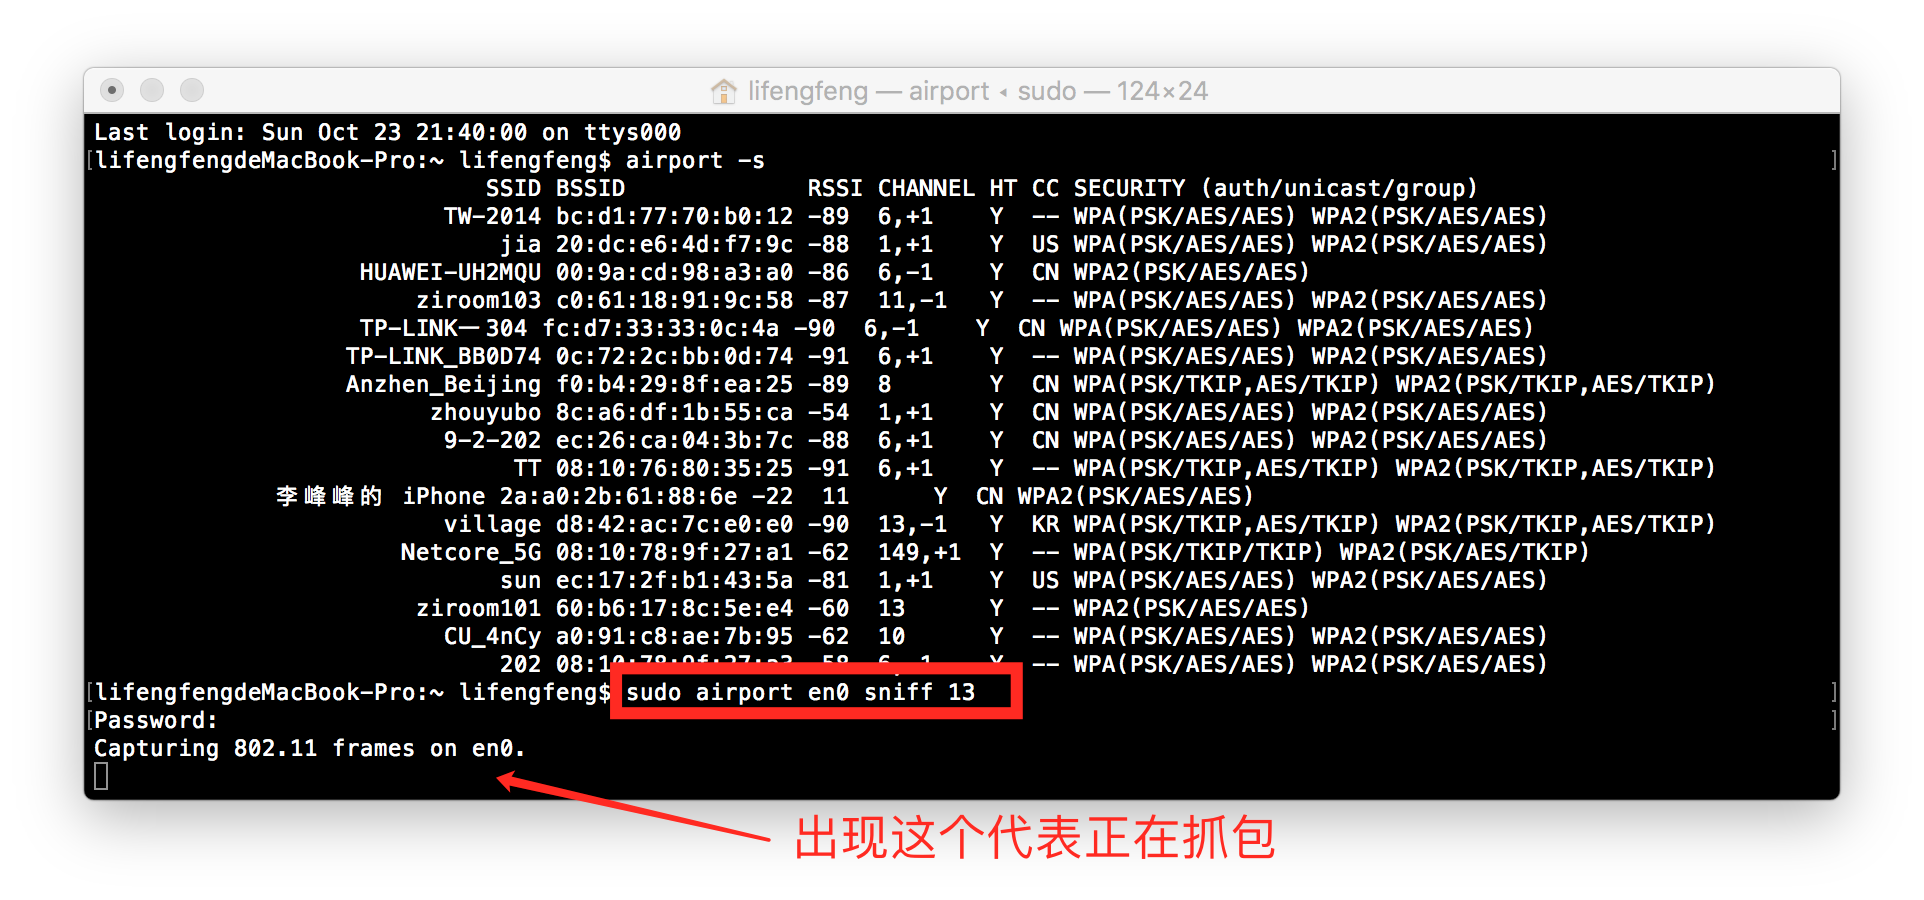 lifengfeng — airport ◂ sudo — 124×24
Last login: Sun Oct 23 21:40:00 on ttys000
[lifengfengdeMacBook-Pro:~ lifengfeng$ airport -s ]
SSID BSSID RSSI CHANNEL HT CC SECURITY (auth/unicast/group)
TW-2014 bc:d1:77:70:b0:12 -89 6,+1 Y -- WPA(PSK/AES/AES) WPA2(PSK/AES/AES)
jia 20:dc:e6:4d:f7:9c -88 1,+1 Y US WPA(PSK/AES/AES) WPA2(PSK/AES/AES)
HUAWEI-UH2MQU 00:9a:cd:98:a3:a0 -86 6,-1 Y CN WPA2(PSK/AES/AES)
ziroom103 c0:61:18:91:9c:58 -87 11,-1 Y -- WPA(PSK/AES/AES) WPA2(PSK/AES/AES)
TP-LINK一304 fc:d7:33:33:0c:4a -90 6,-1 Y CN WPA(PSK/AES/AES) WPA2(PSK/AES/AES)
TP-LINK_BB0D74 0c:72:2c:bb:0d:74 -91 6,+1 Y -- WPA(PSK/AES/AES) WPA2(PSK/AES/AES)
Anzhen_Beijing f0:b4:29:8f:ea:25 -89 8 Y CN WPA(PSK/TKIP,AES/TKIP) WPA2(PSK/TKIP,AES/TKIP)
zhouyubo 8c:a6:df:1b:55:ca -54 1,+1 Y CN WPA(PSK/AES/AES) WPA2(PSK/AES/AES)
9-2-202 ec:26:ca:04:3b:7c -88 6,+1 Y CN WPA(PSK/AES/AES) WPA2(PSK/AES/AES)
TT 08:10:76:80:35:25 -91 6,+1 Y -- WPA(PSK/TKIP,AES/TKIP) WPA2(PSK/TKIP,AES/TKIP)
李峰峰的 iPhone 2a:a0:2b:61:88:6e -22 11 Y CN WPA2(PSK/AES/AES)
village d8:42:ac:7c:e0:e0 -90 13,-1 Y KR WPA(PSK/TKIP,AES/TKIP) WPA2(PSK/TKIP,AES/TKIP)
Netcore_5G 08:10:78:9f:27:a1 -62 149,+1 Y -- WPA(PSK/TKIP/TKIP) WPA2(PSK/AES/TKIP)
sun ec:17:2f:b1:43:5a -81 1,+1 Y US WPA(PSK/AES/AES) WPA2(PSK/AES/AES)
ziroom101 60:b6:17:8c:5e:e4 -60 13 Y -- WPA2(PSK/AES/AES)
CU_4nCy a0:91:c8:ae:7b:95 -62 10 Y -- WPA(PSK/AES/AES) WPA2(PSK/AES/AES)
202 08:10:78:9f:27:a3 -58 Y -- WPA(PSK/AES/AES) WPA2(PSK/AES/AES)
[lifengfengdeMacBook-Pro:~ lifengfeng$ sudo airport en0 sniff 13 ]
[Password: ]
Capturing 802.11 frames on en0.
出现这个代表正在抓包